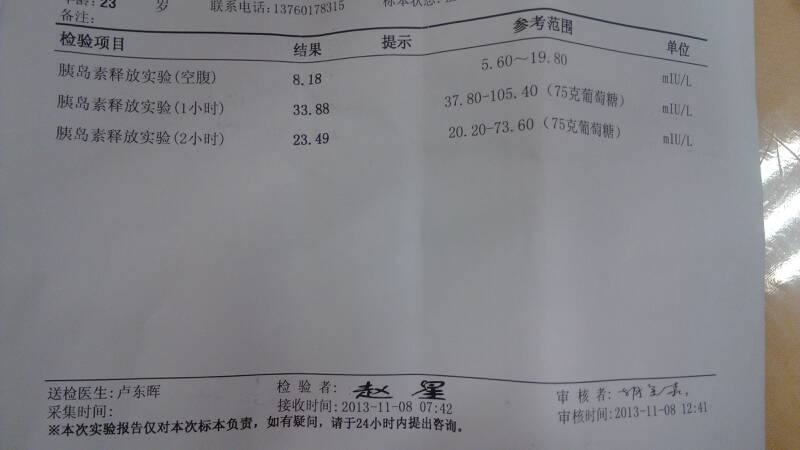 年龄:23 岁 联系电话:13760178315 标本状态:
备注:
检验项目 结果 提示 参考范围 单位
胰岛素释放实验(空腹) 8.18 5.60～19.80 mIU/L
胰岛素释放实验(1小时) 33.88 37.80-105.40(75克葡萄糖) mIU/L
胰岛素释放实验(2小时) 23.49 20.20-73.60(75克葡萄糖) mIU/L
送检医生:卢东晖 检 验 者: 赵 星 审 核 者:
采集时间: 接收时间:2013-11-08 07:42 审核时间:2013-11-08 12:41
※本次实验报告仅对本次标本负责，如有疑问，请于24小时内提出咨询。